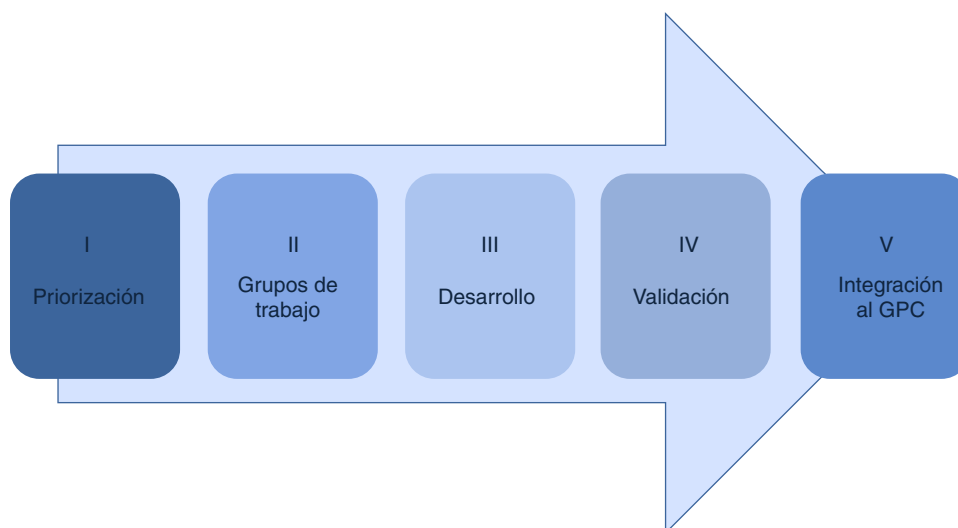 I
Priorización
II
Grupos de
trabajo
III
Desarrollo
IV
Validación
V
Integración
al GPC